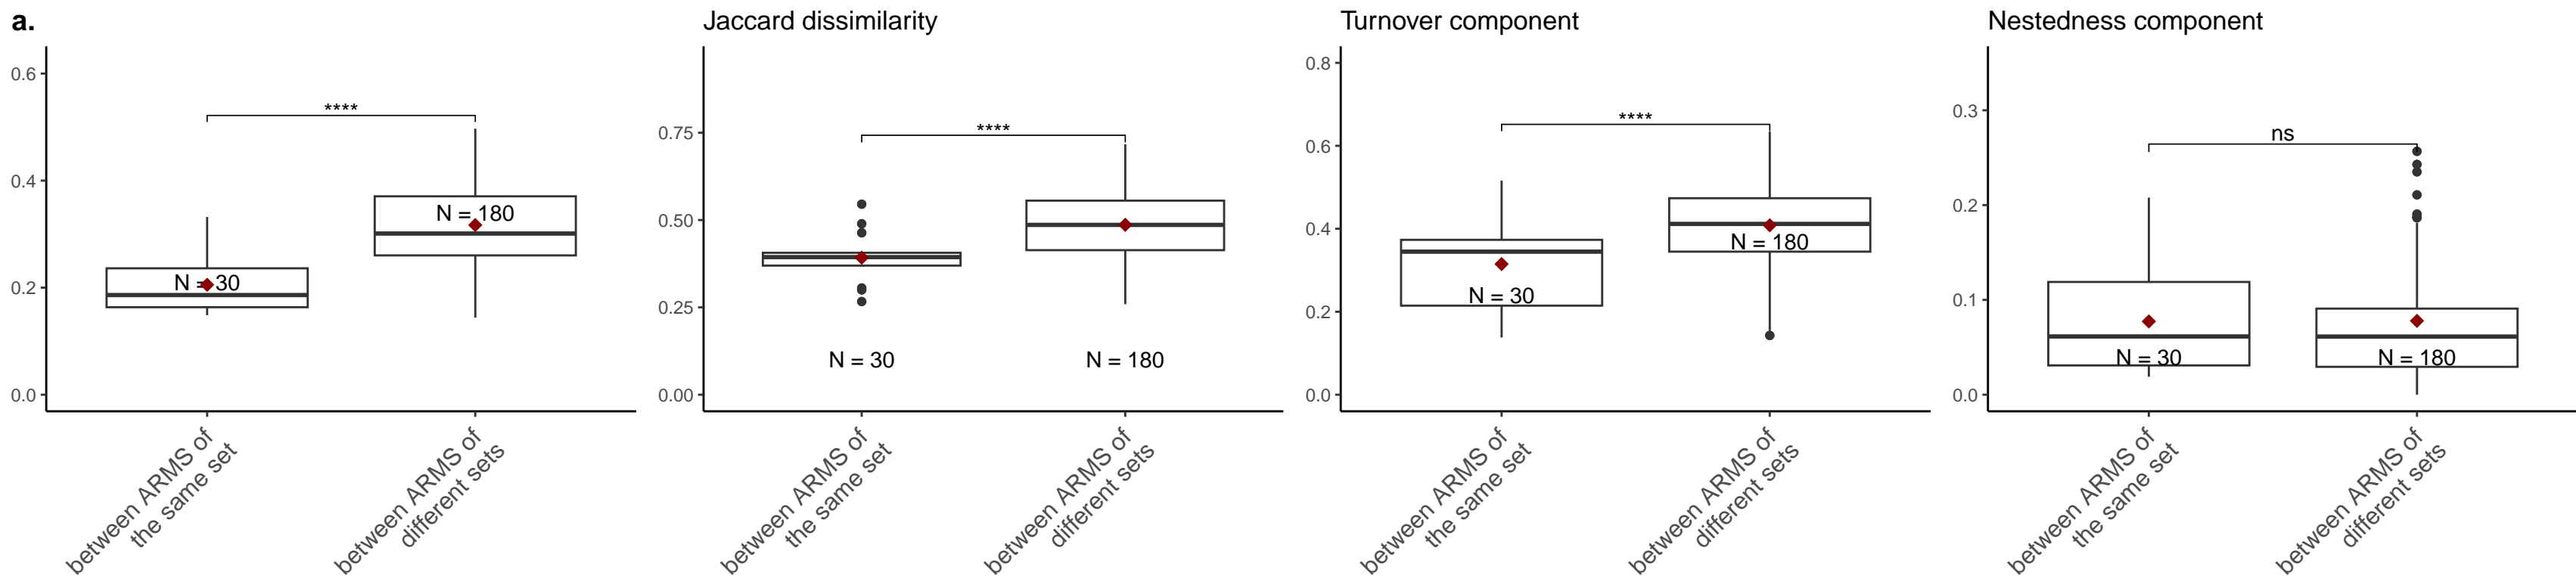 a.
0.6
0.4
0.2
0.0
****
N = 30
N = 180
between ARMS of
the same set
between ARMS of
different sets
Jaccard dissimilarity
0.75
0.50
0.25
0.00
****
N = 30
N = 180
between ARMS of
the same set
between ARMS of
different sets
Turnover component
0.8
0.6
0.4
0.2
0.0
****
N = 30
N = 180
between ARMS of
the same set
between ARMS of
different sets
Nestedness component
0.3
0.2
0.1
0.0
ns
N = 30
N = 180
between ARMS of
the same set
between ARMS of
different sets